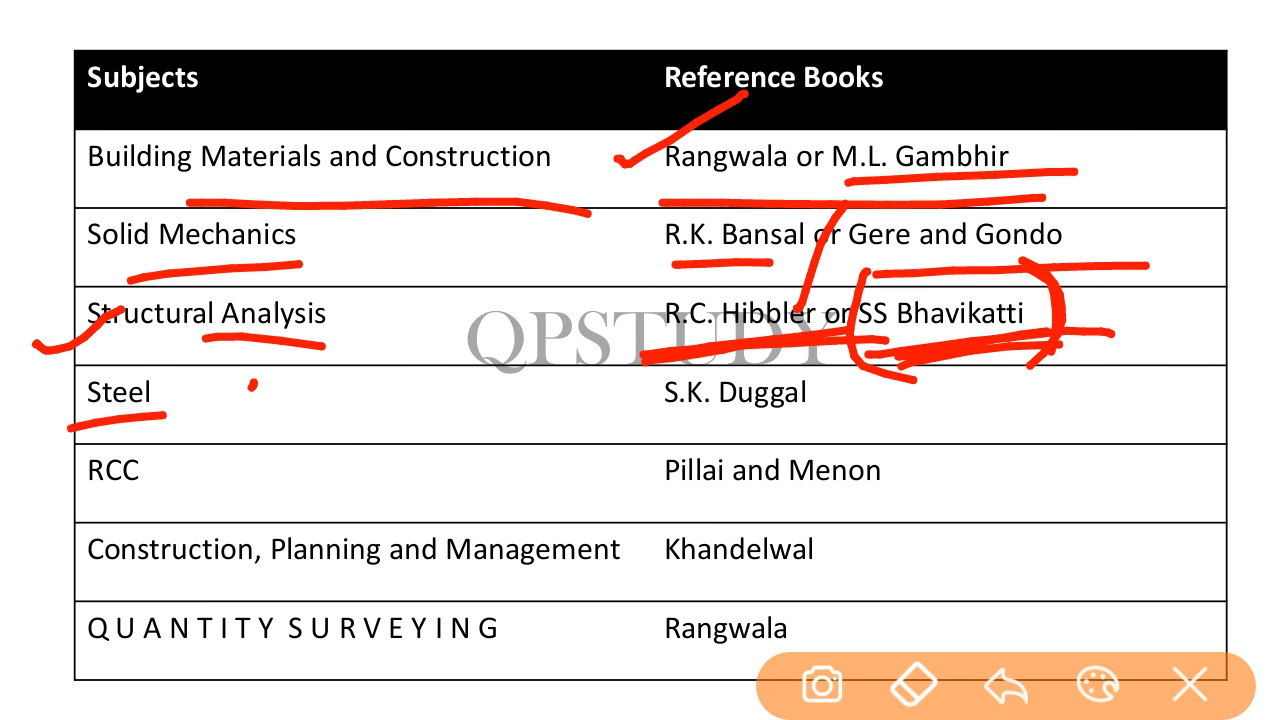 Subjects Reference Books
Building Materials and Construction Rangwala or M.L. Gambhir
Solid Mechanics R.K. Bansal or Gere and Gondo
Structural Analysis R.C. Hibbler or SS Bhavikatti
QPSTUDY
Steel S.K. Duggal
RCC Pillai and Menon
Construction, Planning and Management Khandelwal
QUANTITY SURVEYING Rangwala